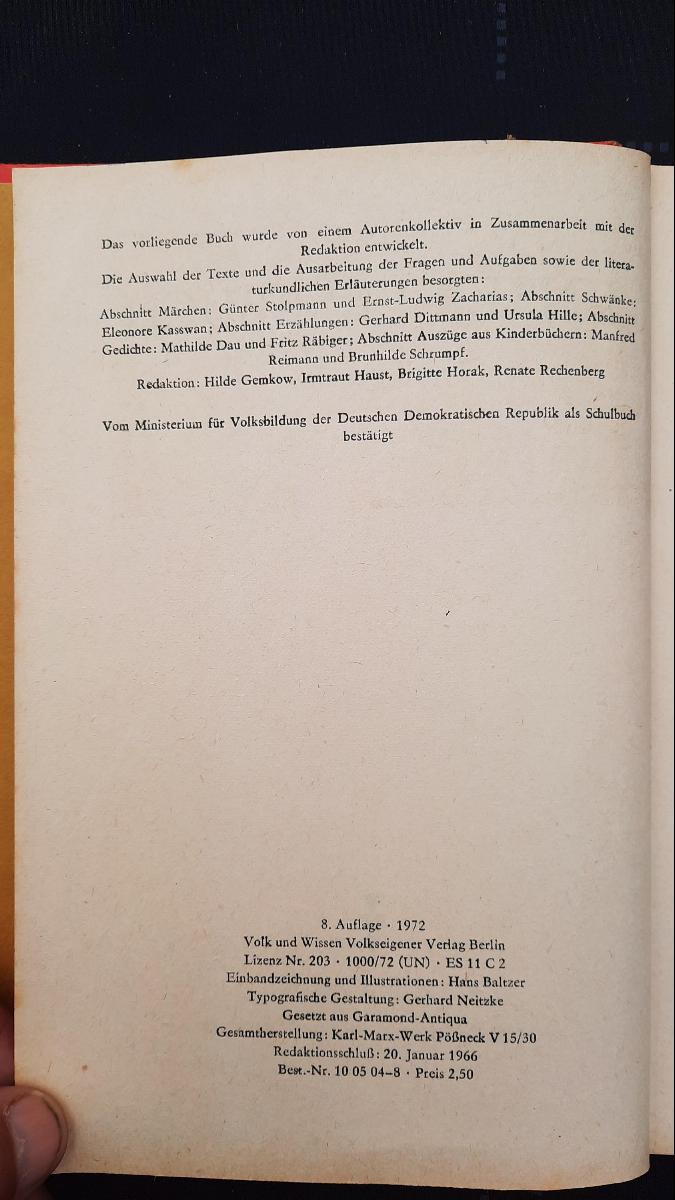 Das vorliegende Buch wurde von einem Autorenkollektiv in Zusammenarbeit mit der
Redaktion entwickelt.
Die Auswahl der Texte und die Ausarbeitung der Fragen und Aufgaben sowie der litera-
turkundlichen Erläuterungen besorgten:
Abschnitt Märchen: Günter Stolpmann und Ernst-Ludwig Zacharias; Abschnitt Schwänke:
Eleonore Kasswan; Abschnitt Erzählungen: Gerhard Dittmann und Ursula Hille; Abschnitt
Gedichte: Mathilde Dau und Fritz Räbiger; Abschnitt Auszüge aus Kinderbüchern: Manfred
Reimann und Brunhilde Schrumpf.
Redaktion: Hilde Gemkow, Irmtraut Haust, Brigitte Horak, Renate Rechenberg
Vom Ministerium für Volksbildung der Deutschen Demokratischen Republik als Schulbuch
bestätigt
8. Auflage · 1972
Volk und Wissen Volkseigener Verlag Berlin
Lizenz Nr. 203 · 1000/72 (UN) · ES 11 C 2
Einbandzeichnung und Illustrationen: Hans Baltzer
Typografische Gestaltung: Gerhard Neitzke
Gesetzt aus Garamond-Antiqua
Gesamtherstellung: Karl-Marx-Werk Pößneck V 15/30
Redaktionsschluß: 20. Januar 1966
Best.-Nr. 10 05 04–8 · Preis 2,50